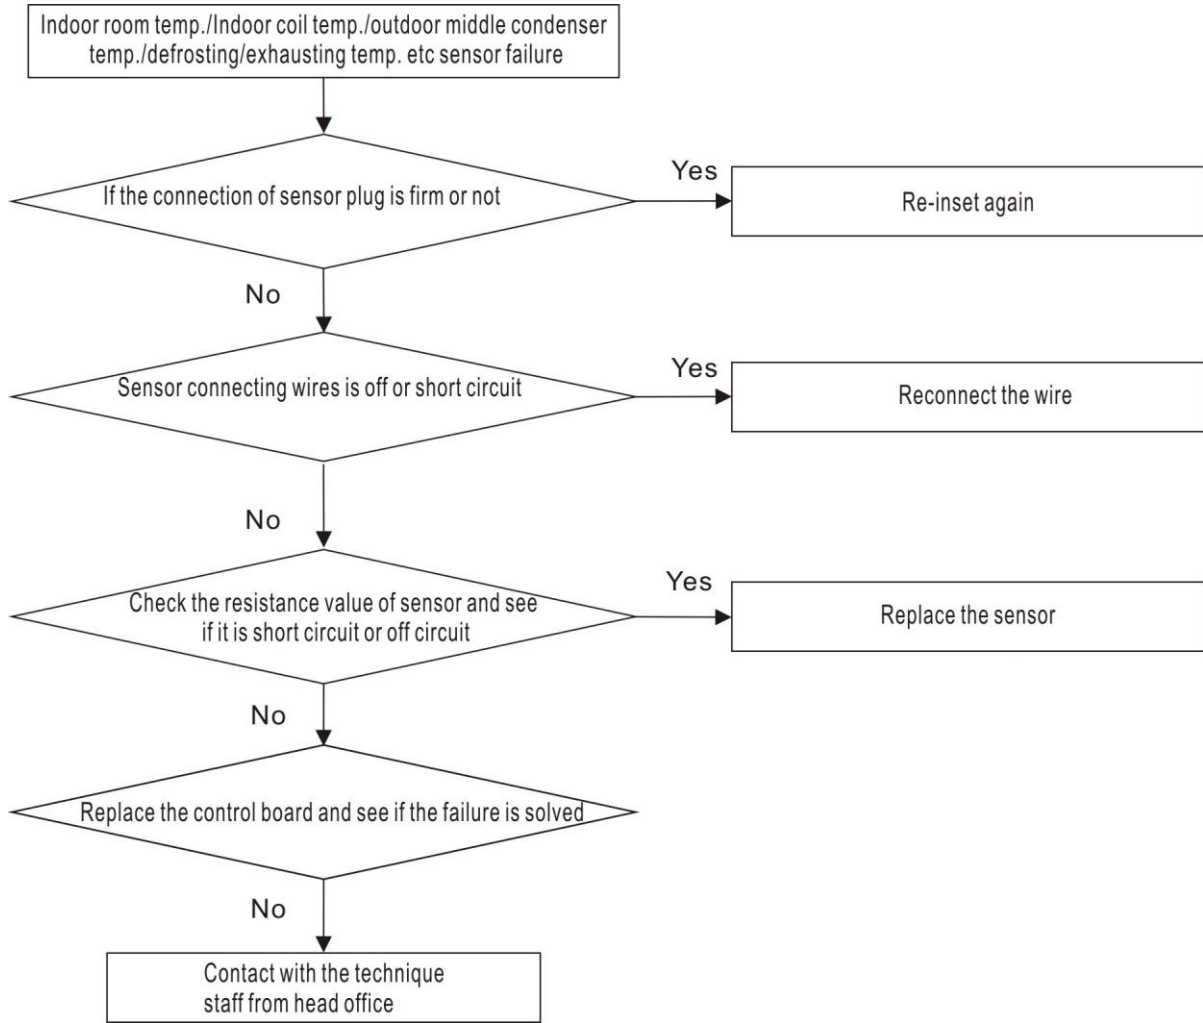 Indoor room temp./Indoor coil temp./outdoor middle condenser
temp./defrosting/exhausting temp. etc sensor failure
If the connection of sensor plug is firm or not
Yes
Re-inset again
No
Sensor connecting wires is off or short circuit
Yes
Reconnect the wire
No
Check the resistance value of sensor and see
if it is short circuit or off circuit
Yes
Replace the sensor
No
Replace the control board and see if the failure is solved
No
Contact with the technique
staff from head office